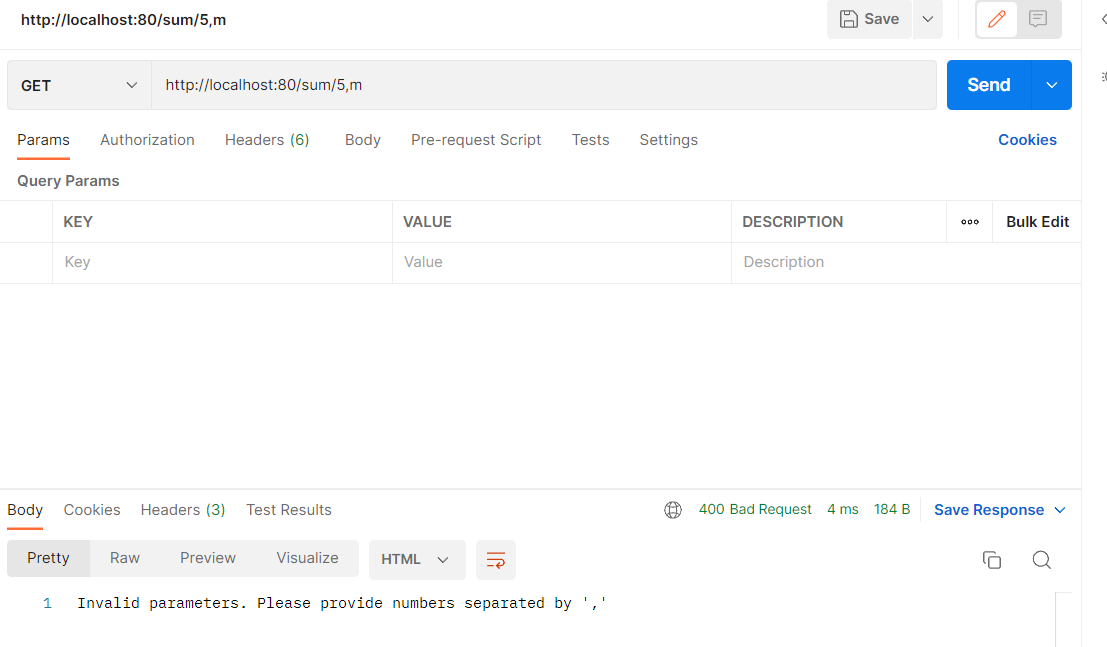 http://localhost:80/sum/5,m Save
GET http://localhost:80/sum/5,m Send
Params Authorization Headers (6) Body Pre-request Script Tests Settings Cookies
Query Params
KEY VALUE DESCRIPTION ooo Bulk Edit
Key Value Description
Body Cookies Headers (3) Test Results 400 Bad Request 4 ms 184 B Save Response
Pretty Raw Preview Visualize HTML
1 Invalid parameters. Please provide numbers separated by ','